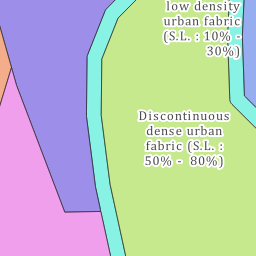 low density
urban fabric
(S.L. : 10% -
30%)
Discontinuous
dense urban
fabric (S.L. :
50% - 80%)